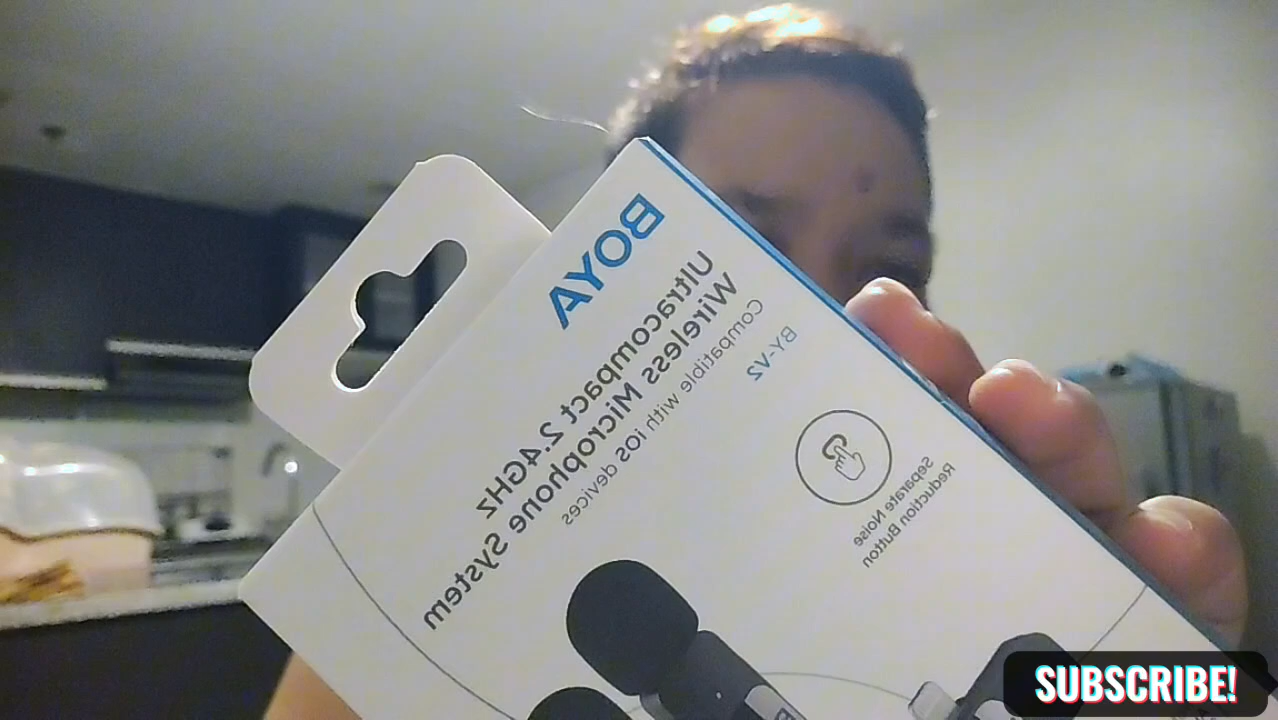 BOYA
Ultracompact 2.4GHz
Wireless Microphone System
Compatible with iOS devices
BY-V2
Separate Noise
Reduction Button
SUBSCRIBE!